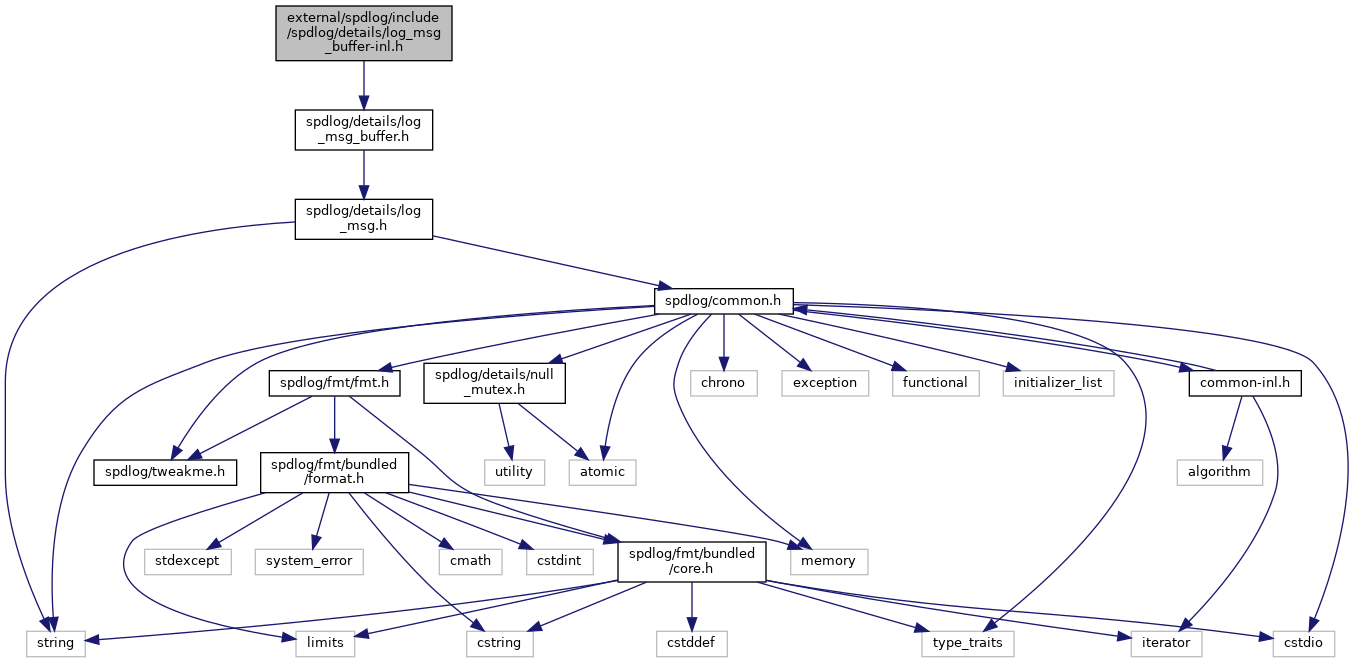 external/spdlog/include
/spdlog/details/log_msg
_buffer-inl.h
spdlog/details/log
_msg_buffer.h
spdlog/details/log
_msg.h
spdlog/common.h
spdlog/fmt/fmt.h
spdlog/details/null
_mutex.h
chrono
exception
functional
initializer_list
common-inl.h
spdlog/tweakme.h
spdlog/fmt/bundled
/format.h
utility
atomic
algorithm
stdexcept
system_error
cmath
cstdint
spdlog/fmt/bundled
/core.h
memory
string
limits
cstring
cstddef
type_traits
iterator
cstdio